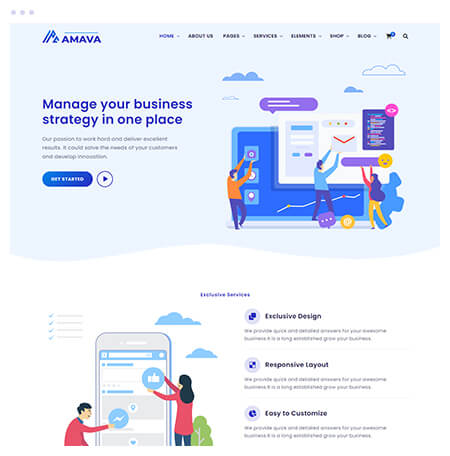 AMAVA
HOME ABOUT US PAGES SERVICES ELEMENTS SHOP BLOG
Manage your business
strategy in one place
Our passion to work hard and deliver excellent
results. It could solve the needs of your customers
and develop innovation.
GET STARTED
Exclusive Services
Exclusive Design
We provide quick and detailed answers for your awesome
business It is a long established grow your business.
Responsive Layout
We provide quick and detailed answers for your awesome
business It is a long established grow your business.
Easy to Customize
We provide quick and detailed answers for your awesome
business It is a long established grow your business.